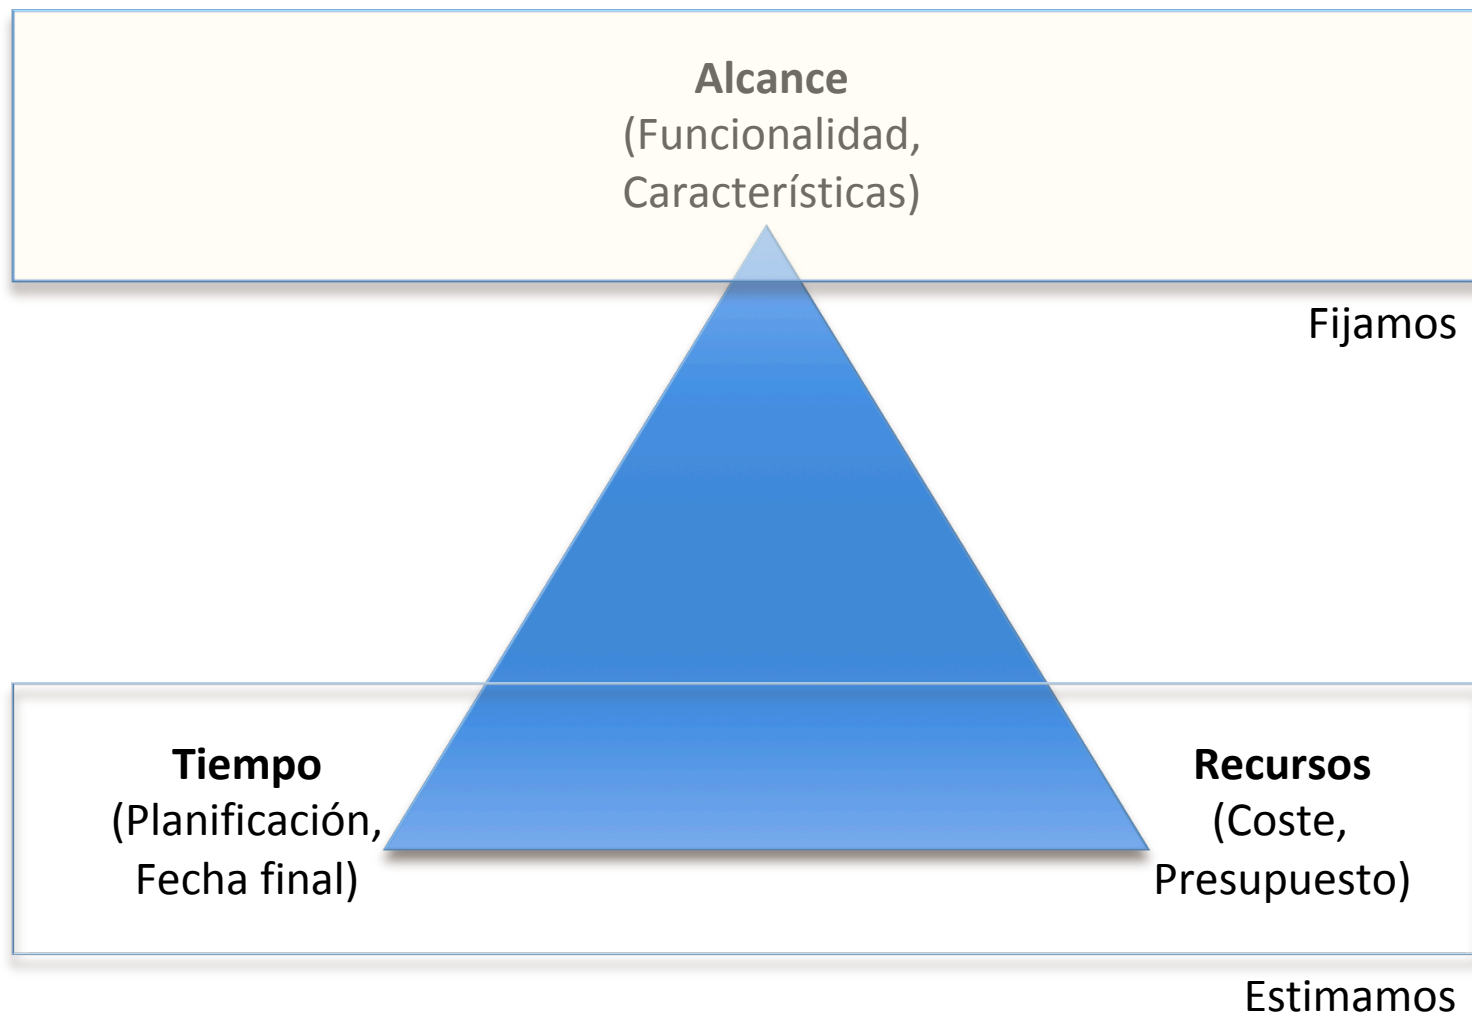 Alcance
(Funcionalidad,
Características)
Fijamos
Tiempo
(Planificación,
Fecha final)
Recursos
(Coste,
Presupuesto)
Estimamos